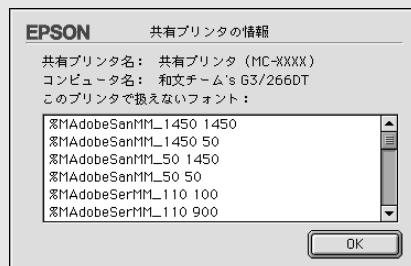 EPSON 共有プリンタの情報
共有プリンタ名： 共有プリンタ（MC-XXXX）
コンピュータ名： 和文チーム's G3/266DT
このプリンタで扱えないフォント：
%MAdobeSanMM_1450 1450
%MAdobeSanMM_1450 50
%MAdobeSanMM_50 1450
%MAdobeSanMM_50 50
%MAdobeSerMM_110 100
%MAdobeSerMM_110 900
OK